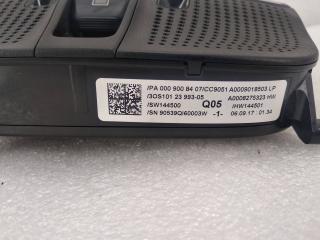 /PA 000 900 84 07/CC9051 A0009018503 LP
/3OS101 23 993-05 A0008275323 HW
/SW144500 Q05 /HW144501
/SN 90539QI60003W -1- 06.09.17 01.34